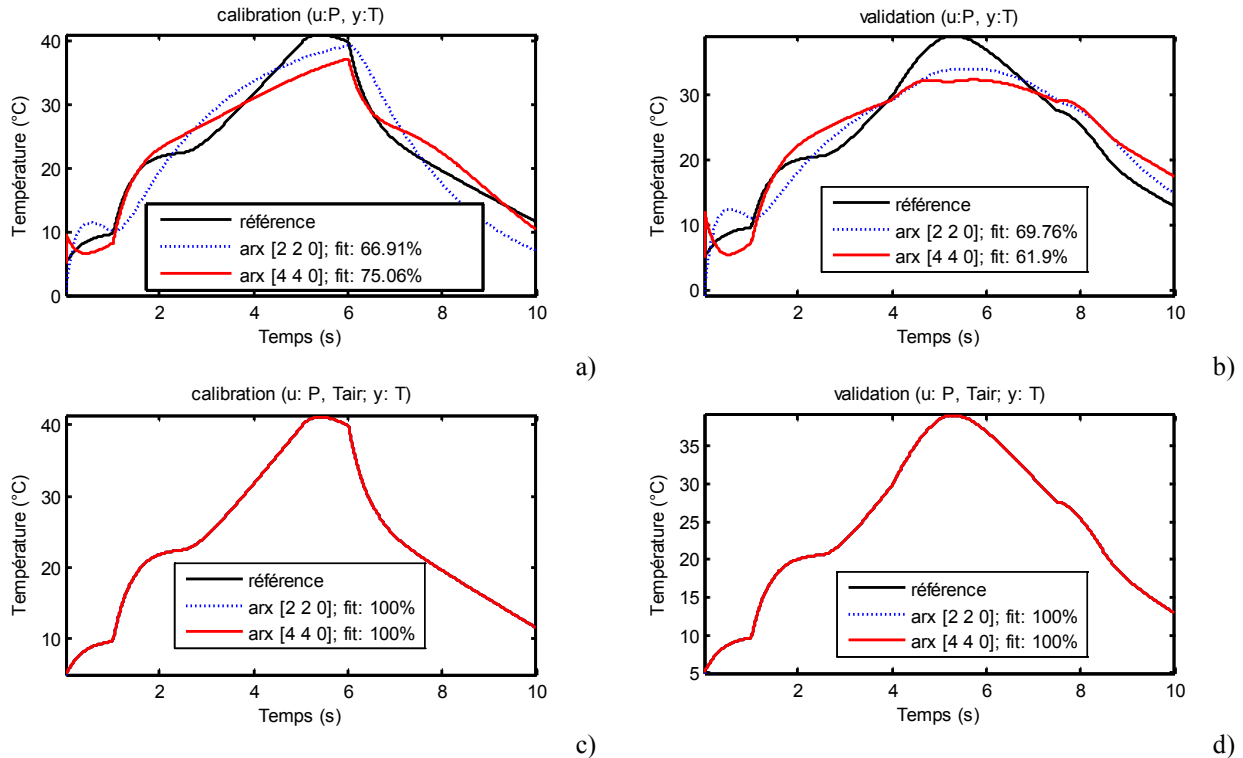 calibration (u:P, y:T)
Température (°C)
40
30
20
10
0
référence
arx [2 2 0]; fit: 66.91%
arx [4 4 0]; fit: 75.06%
2
4
6
8
10
Temps (s)
a)
validation (u:P, y:T)
Température (°C)
30
20
10
0
référence
arx [2 2 0]; fit: 69.76%
arx [4 4 0]; fit: 61.9%
2
4
6
8
10
Temps (s)
b)
calibration (u: P, Tair; y: T)
Température (°C)
40
30
20
10
référence
arx [2 2 0]; fit: 100%
arx [4 4 0]; fit: 100%
2
4
6
8
10
Temps (s)
c)
validation (u: P, Tair; y: T)
Température (°C)
35
30
25
20
15
10
5
référence
arx [2 2 0]; fit: 100%
arx [4 4 0]; fit: 100%
2
4
6
8
10
Temps (s)
d)